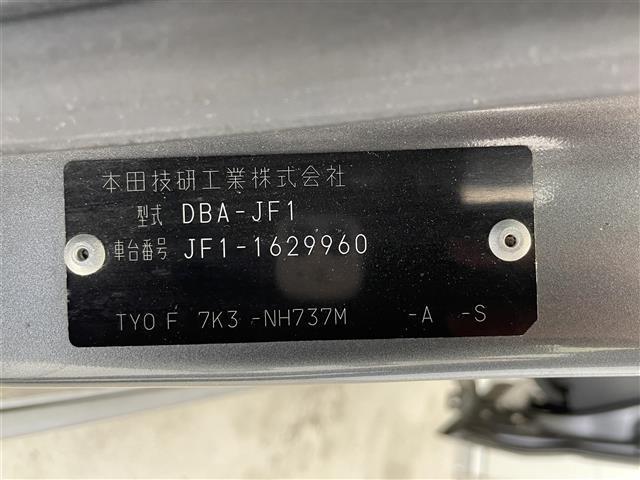 本田技研工業株式会社
型式 DBA-JF1
車台番号 JF1-1629960
TYO F 7K3 -NH737M -A -S